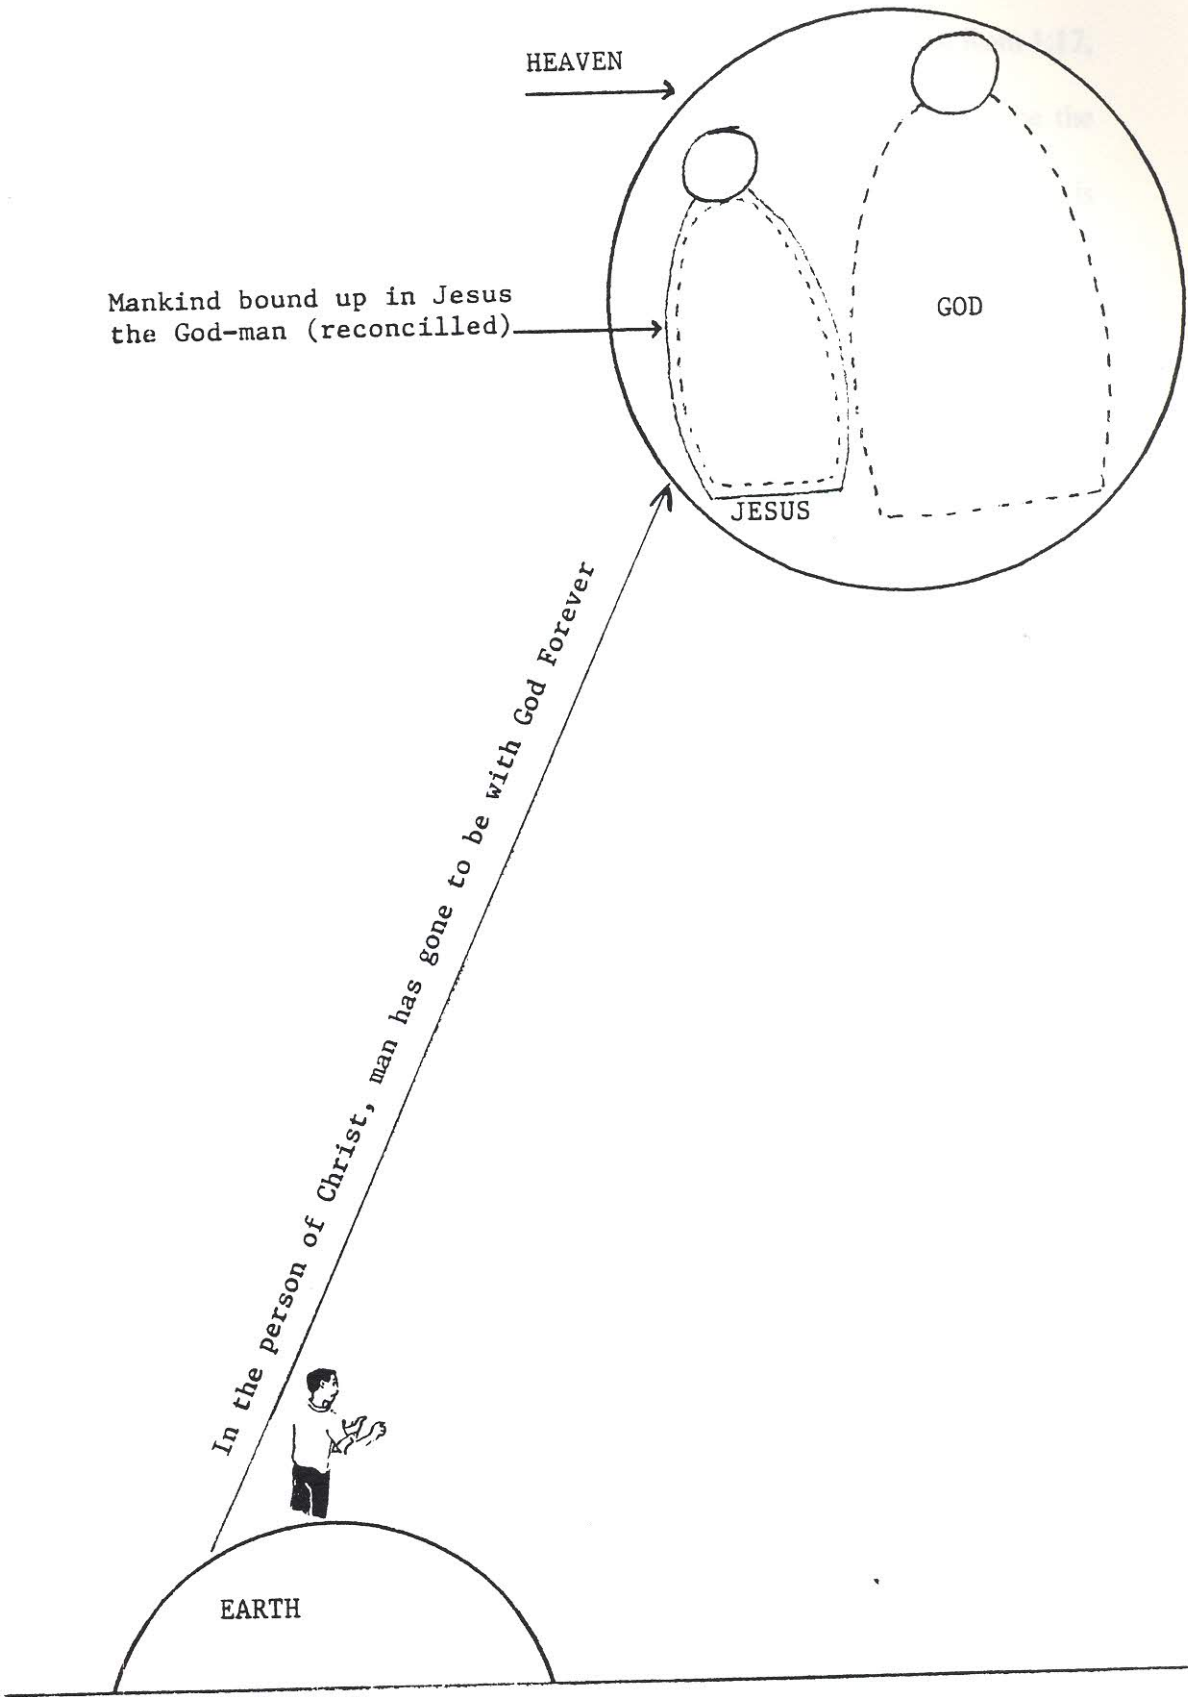 HEAVEN
Mankind bound up in Jesus
the God-man (reconcilled)
GOD
JESUS
In the person of Christ, man has gone to be with God Forever
EARTH